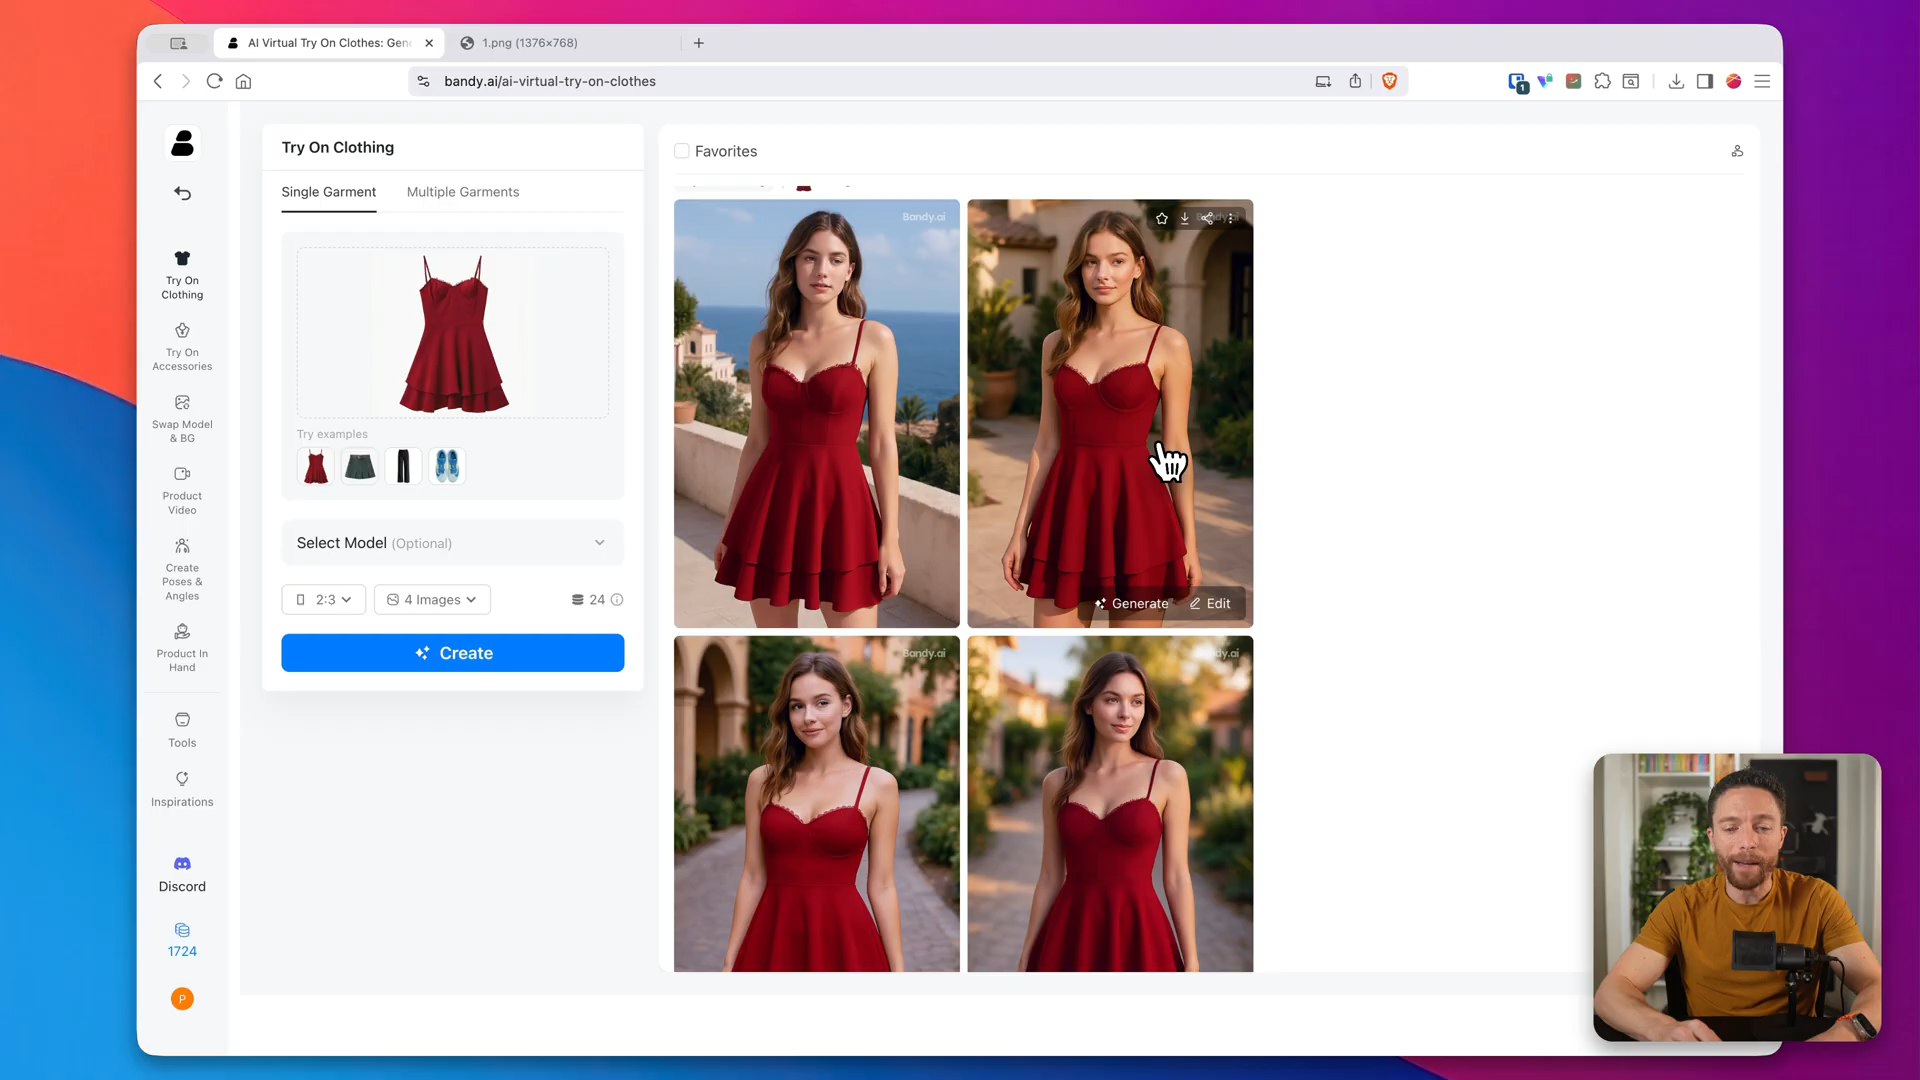 AI Virtual Try On Clothes: Gen
1.png (1376×768)
bandy.ai/ai-virtual-try-on-clothes
1
Try On Clothing
Single Garment
Multiple Garments
Try examples
Select Model (Optional)
2:3
4 Images
24
Create
Try On
Clothing
Try On
Accessories
Swap Model
& BG
Product
Video
Create
Poses &
Angles
Product In
Hand
Tools
Inspirations
Discord
1724
P
Favorites
Bandy.ai
Generate
Edit
Bandy.ai